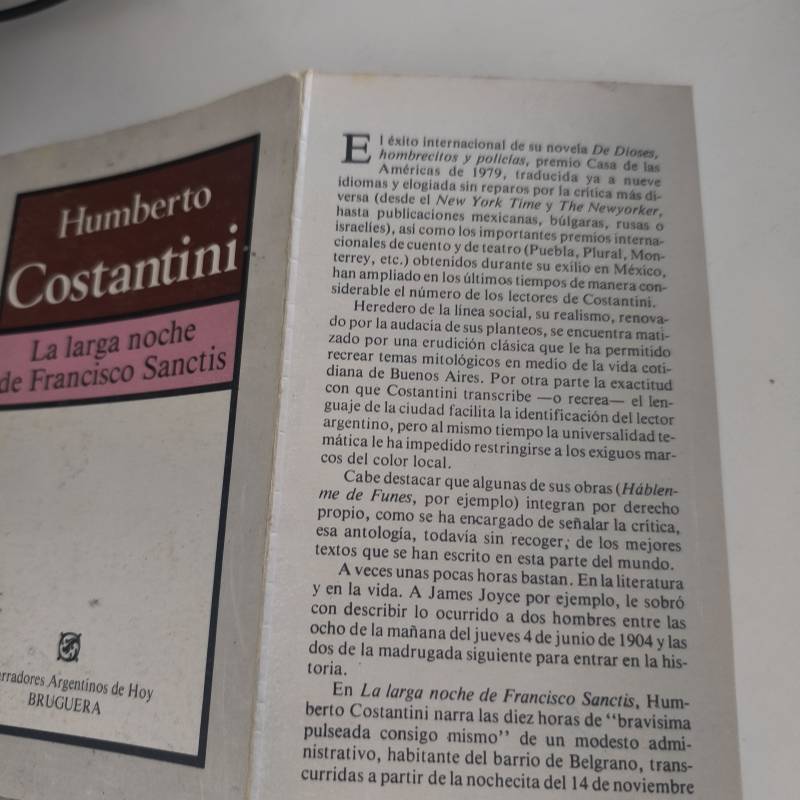 Humberto
Costantini
La larga noche
de Francisco Sanctis
rradores Argentinos de Hoy
BRUGUERA
El éxito internacional de su novela De Dioses,
hombrecitos y policías, premio Casa de las
Américas de 1979, traducida ya a nueve
idiomas y elogiada sin reparos por la crítica más di-
versa (desde el New York Time y The Newyorker,
hasta publicaciones mexicanas, búlgaras, rusas o
israelíes), así como los importantes premios interna-
cionales de cuento y de teatro (Puebla, Plural, Mon-
terrey, etc.) obtenidos durante su exilio en México,
han ampliado en los últimos tiempos de manera con-
siderable el número de los lectores de Costantini.
Heredero de la línea social, su realismo, renova-
do por la audacia de sus planteos, se encuentra mati-
zado por una erudición clásica que le ha permitido
recrear temas mitológicos en medio de la vida coti-
diana de Buenos Aires. Por otra parte la exactitud
con que Costantini transcribe —o recrea— el len-
guaje de la ciudad facilita la identificación del lector
argentino, pero al mismo tiempo la universalidad te-
mática le ha impedido restringirse a los exiguos mar-
cos del color local.
Cabe destacar que algunas de sus obras (Háblen-
me de Funes, por ejemplo) integran por derecho
propio, como se ha encargado de señalar la crítica,
esa antología, todavía sin recoger, de los mejores
textos que se han escrito en esta parte del mundo.
A veces unas pocas horas bastan. En la literatura
y en la vida. A James Joyce por ejemplo, le sobró
con describir lo ocurrido a dos hombres entre las
ocho de la mañana del jueves 4 de junio de 1904 y las
dos de la madrugada siguiente para entrar en la his-
toria.
En La larga noche de Francisco Sanctis, Hum-
berto Costantini narra las diez horas de "bravísima
pulseada consigo mismo" de un modesto admi-
nistrativo, habitante del barrio de Belgrano, trans-
curridas a partir de la nochecita del 14 de noviembre